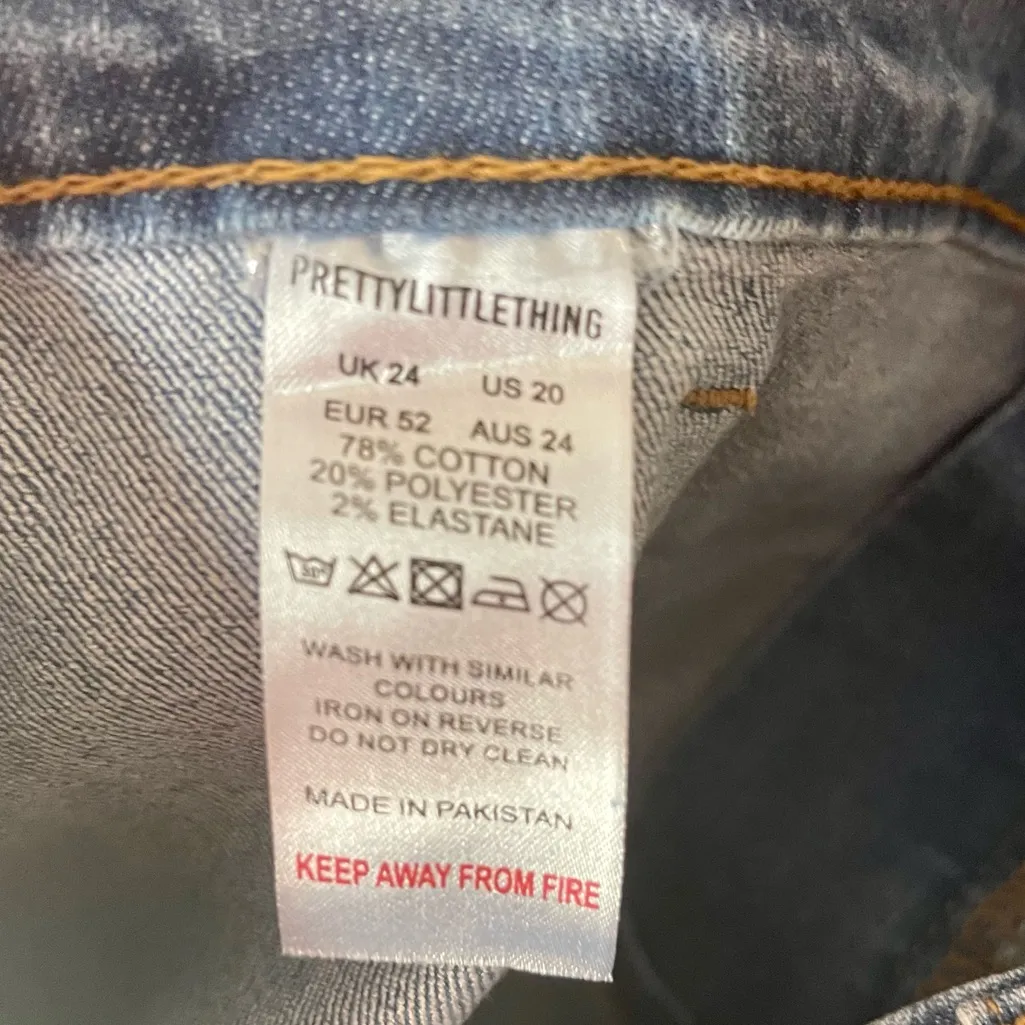 PRETTYLITTLETHING
UK 24 US 20
EUR 52 AUS 24
78% COTTON
20% POLYESTER
2% ELASTANE
30°
WASH WITH SIMILAR
COLOURS
IRON ON REVERSE
DO NOT DRY CLEAN
MADE IN PAKISTAN
KEEP AWAY FROM FIRE